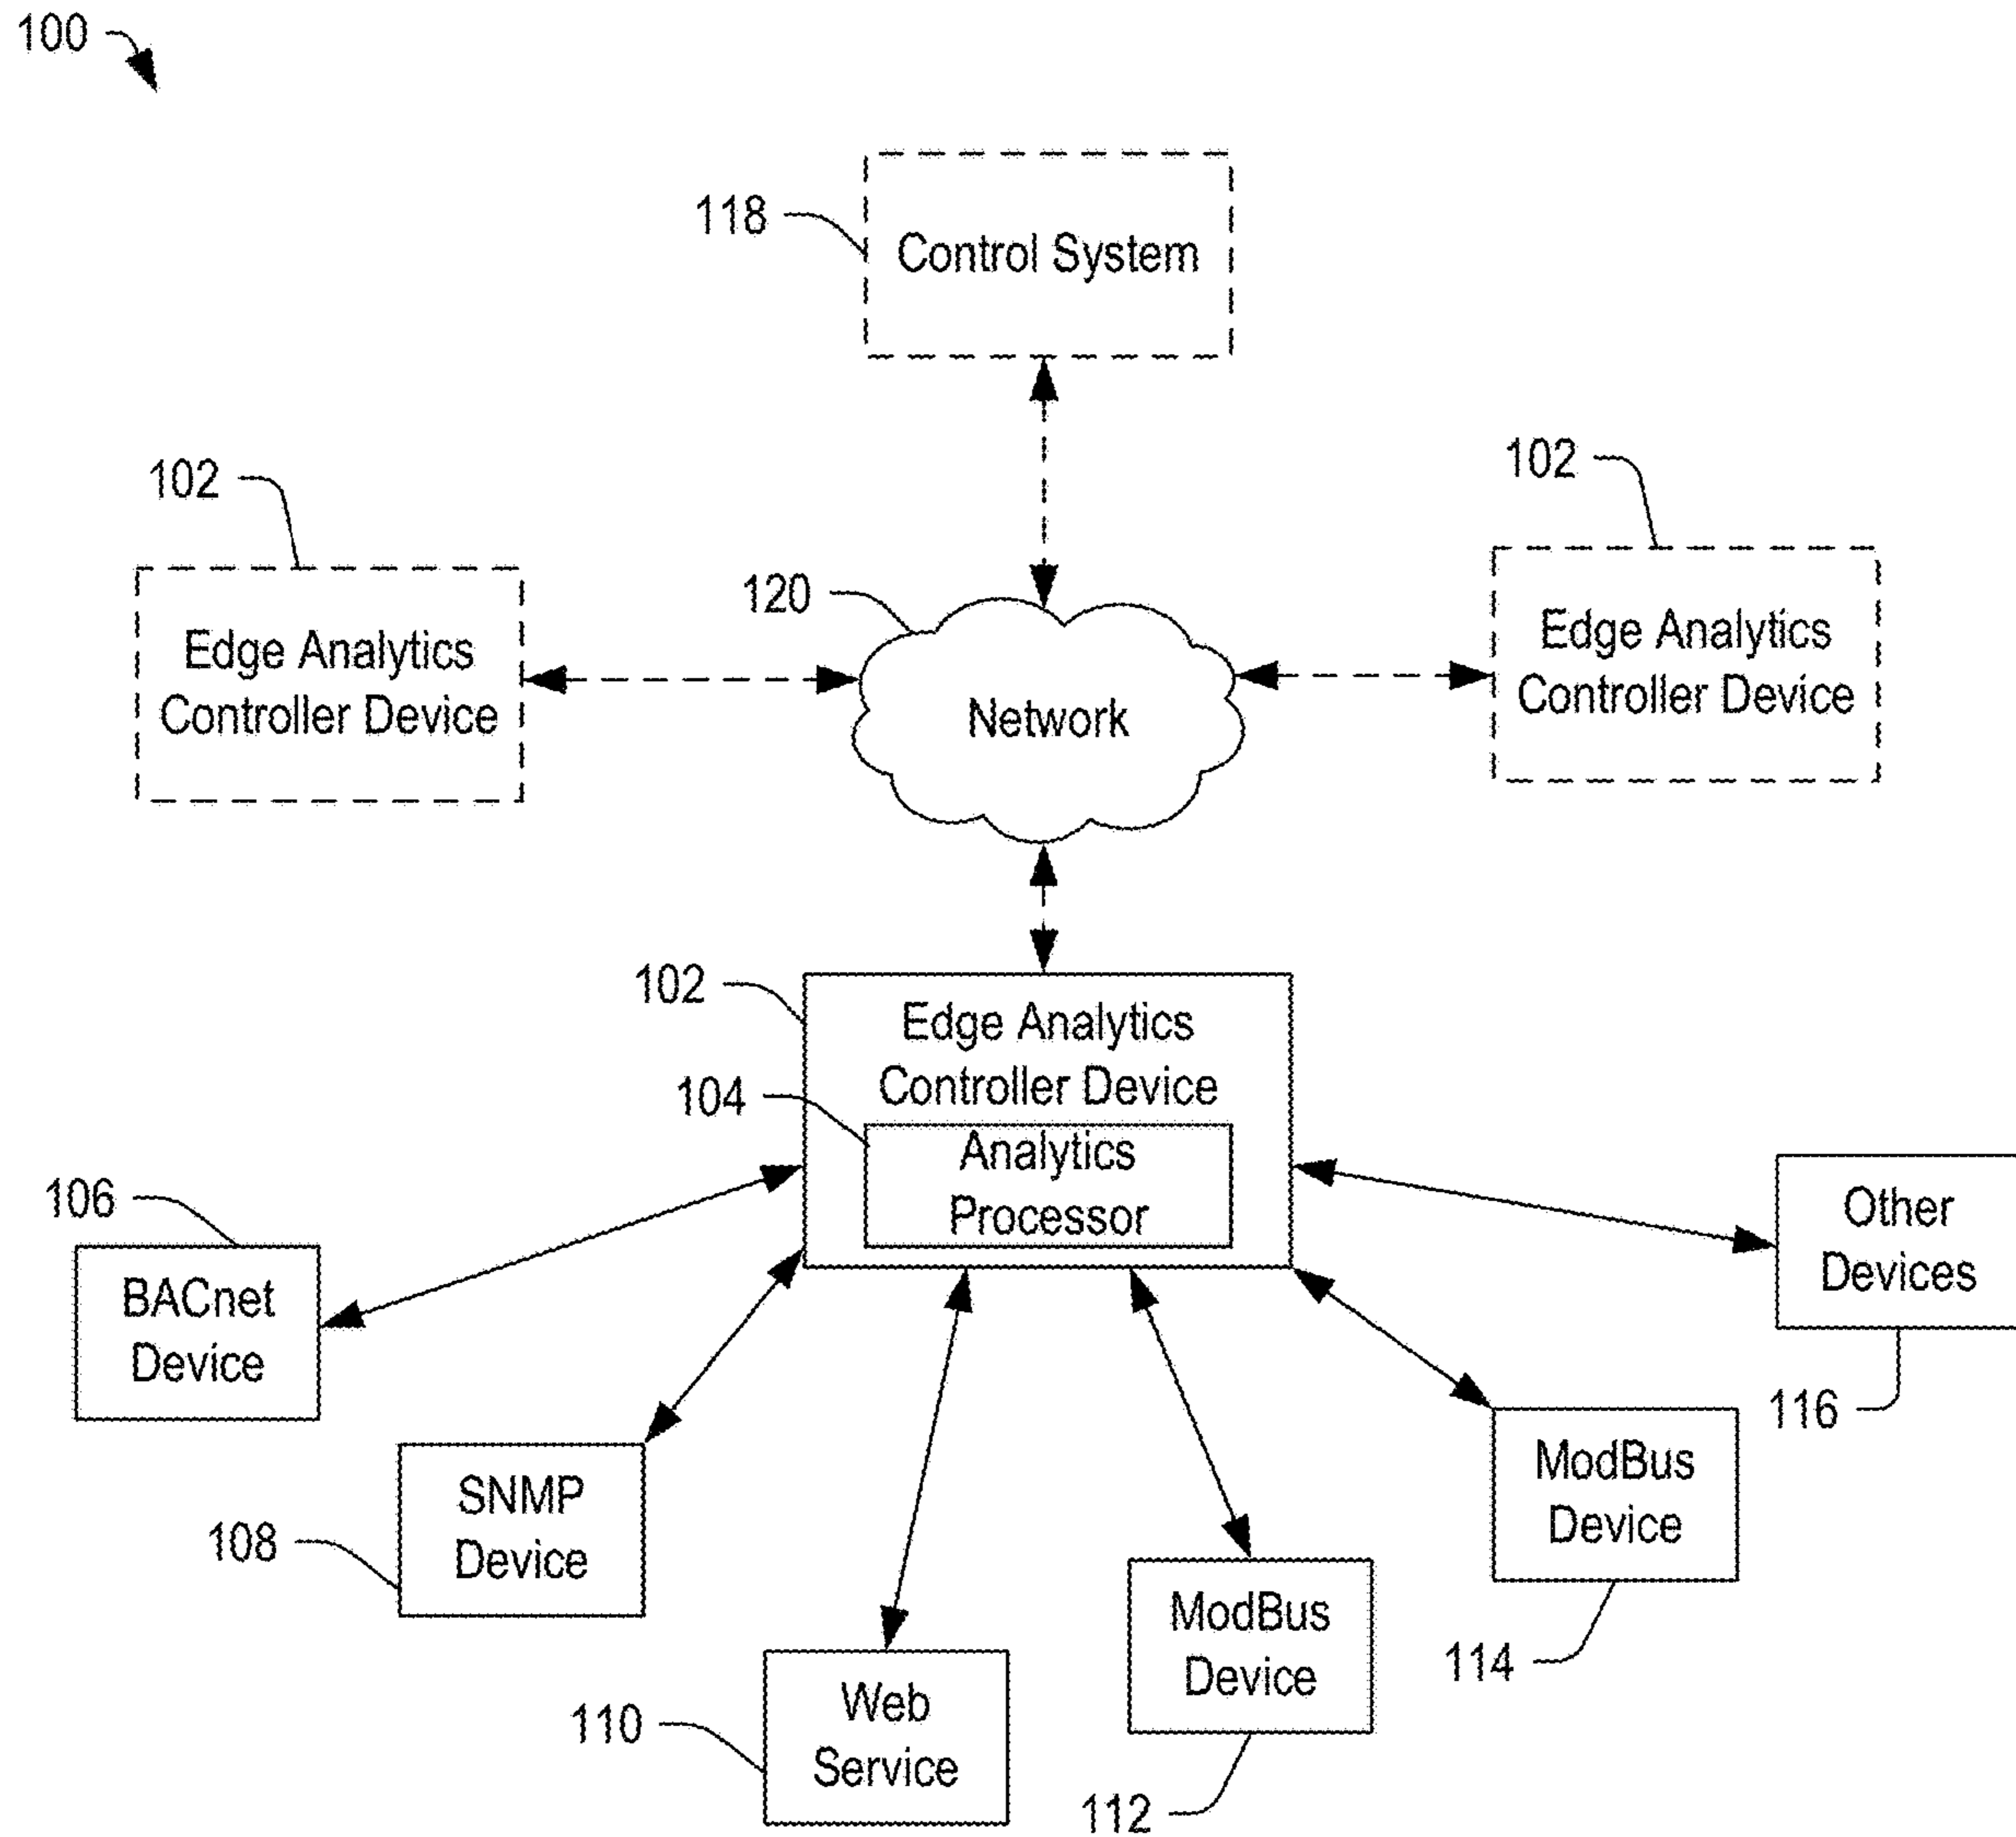 100
118
Control System
102
102
Edge Analytics
Controller Device
120
Network
Edge Analytics
Controller Device
102
Edge Analytics
Controller Device
104
Analytics
Processor
106
BACnet
Device
Other
Devices
116
SNMP
Device
108
ModBus
Device
114
Web
Service
110
ModBus
Device
112